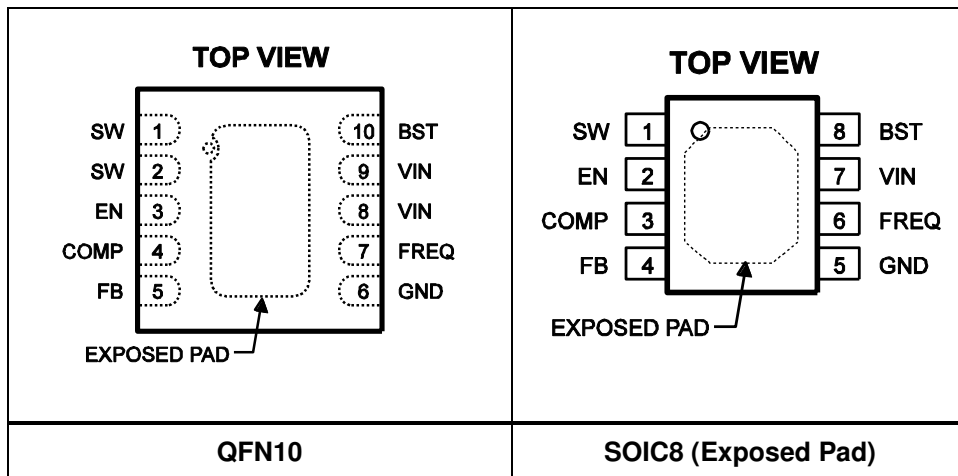 TOP VIEW
SW 1 10 BST
SW 2 9 VIN
EN 3 8 VIN
COMP 4 7 FREQ
FB 5 6 GND
EXPOSED PAD
QFN10
TOP VIEW
SW 1 8 BST
EN 2 7 VIN
COMP 3 6 FREQ
FB 4 5 GND
EXPOSED PAD
SOIC8 (Exposed Pad)